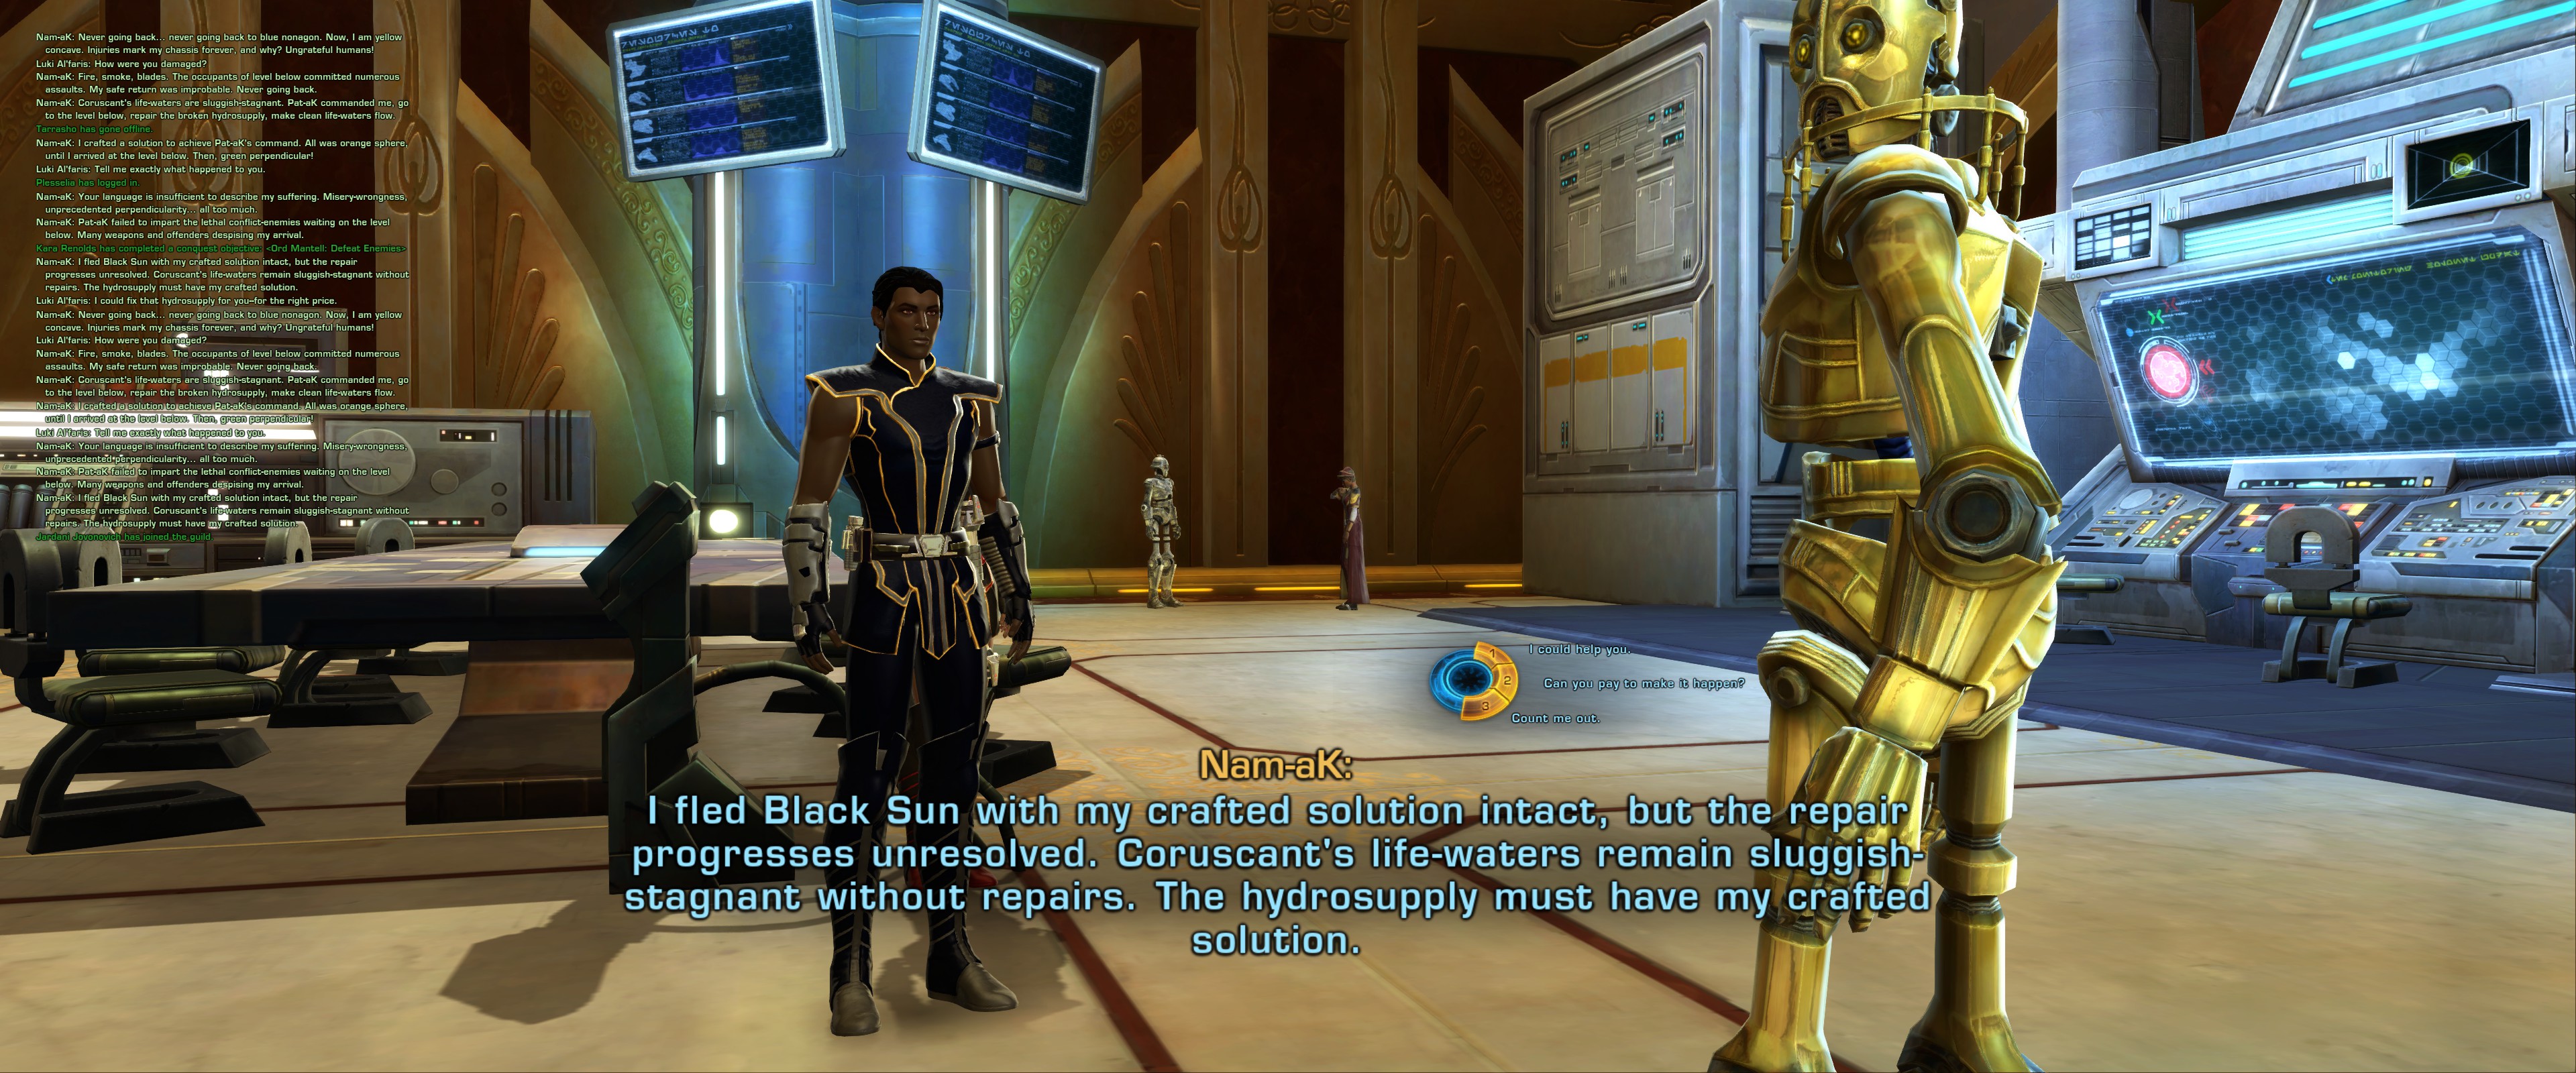 Nam-aK: Never going back... never going back to blue nonagon. Now, I am yellow
concave. Injuries mark my chassis forever, and why? Ungrateful humans!
Luki Al'faris: How were you damaged?
Nam-aK: Fire, smoke, blades. The occupants of level below committed numerous
assaults. My safe return was improbable. Never going back.
Nam-aK: Coruscant's life-waters are sluggish-stagnant. Pat-aK commanded me, go
to the level below, repair the broken hydrosupply, make clean life-waters flow.
Tarrasho has gone offline.
Nam-aK: I crafted a solution to achieve Pat-aK's command. All was orange sphere,
until I arrived at the level below. Then, green perpendicular!
Luki Al'faris: Tell me exactly what happened to you.
Plesselia has logged in.
Nam-aK: Your language is insufficient to describe my suffering. Misery-wrongness,
unprecedented perpendicularity... all too much.
Nam-aK: Pat-aK failed to impart the lethal conflict-enemies waiting on the level
below. Many weapons and offenders despising my arrival.
Kara Renolds has completed a conquest objective: <Ord Mantell: Defeat Enemies>
Nam-aK: I fled Black Sun with my crafted solution intact, but the repair
progresses unresolved. Coruscant's life-waters remain sluggish-stagnant without
repairs. The hydrosupply must have my crafted solution.
Luki Al'faris: I could fix that hydrosupply for you–for the right price.
Nam-aK: Never going back... never going back to blue nonagon. Now, I am yellow
concave. Injuries mark my chassis forever, and why? Ungrateful humans!
Luki Al'faris: How were you damaged?
Nam-aK: Fire, smoke, blades. The occupants of level below committed numerous
assaults. My safe return was improbable. Never going back.
Nam-aK: Coruscant's life-waters are sluggish-stagnant. Pat-aK commanded me, go
to the level below, repair the broken hydrosupply, make clean life-waters flow.
Nam-aK: I crafted a solution to achieve Pat-aK's command. All was orange sphere,
until I arrived at the level below. Then, green perpendicular!
Luki Al'faris: Tell me exactly what happened to you.
Nam-aK: Your language is insufficient to describe my suffering. Misery-wrongness,
unprecedented perpendicularity... all too much.
Nam-aK: Pat-aK failed to impart the lethal conflict-enemies waiting on the level
below. Many weapons and offenders despising my arrival.
Nam-aK: I fled Black Sun with my crafted solution intact, but the repair
progresses unresolved. Coruscant's life-waters remain sluggish-stagnant without
repairs. The hydrosupply must have my crafted solution.
Jardani Jovonovich has joined the guild
1 I could help you.
2 Can you pay to make it happen?
3 Count me out.
Nam-aK:
I fled Black Sun with my crafted solution intact, but the repair
progresses unresolved. Coruscant's life-waters remain sluggish-
stagnant without repairs. The hydrosupply must have my crafted
solution.